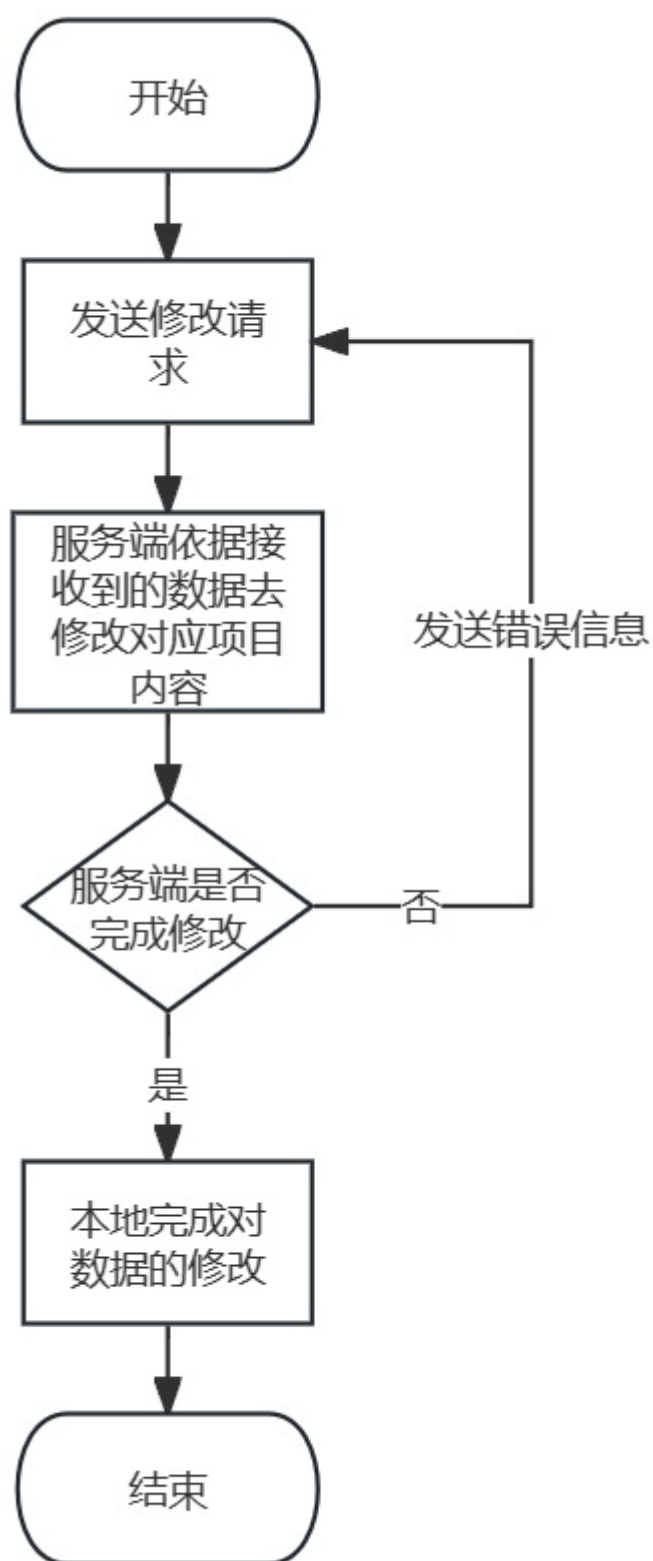 开始
发送修改请
求
服务端依据接
收到的数据去
修改对应项目
内容
发送错误信息
服务端是否
完成修改
否
是
本地完成对
数据的修改
结束